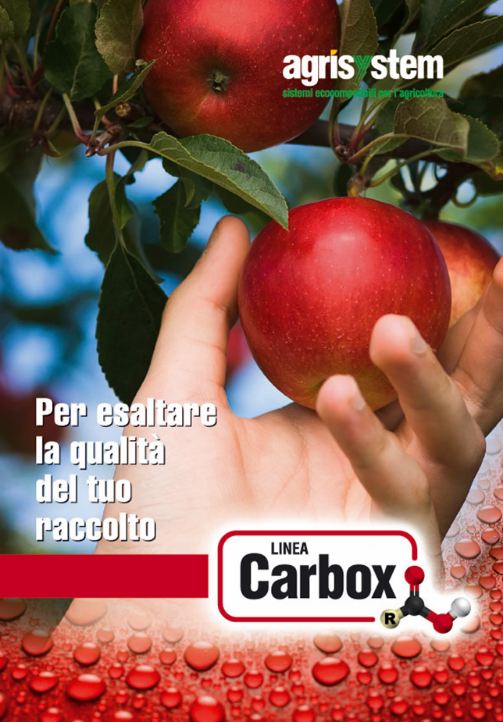 agrisystem
sistemi ecocompatibili per l'agricoltura
Per esaltare
la qualità
del tuo
raccolto
LINEA
Carbox
R